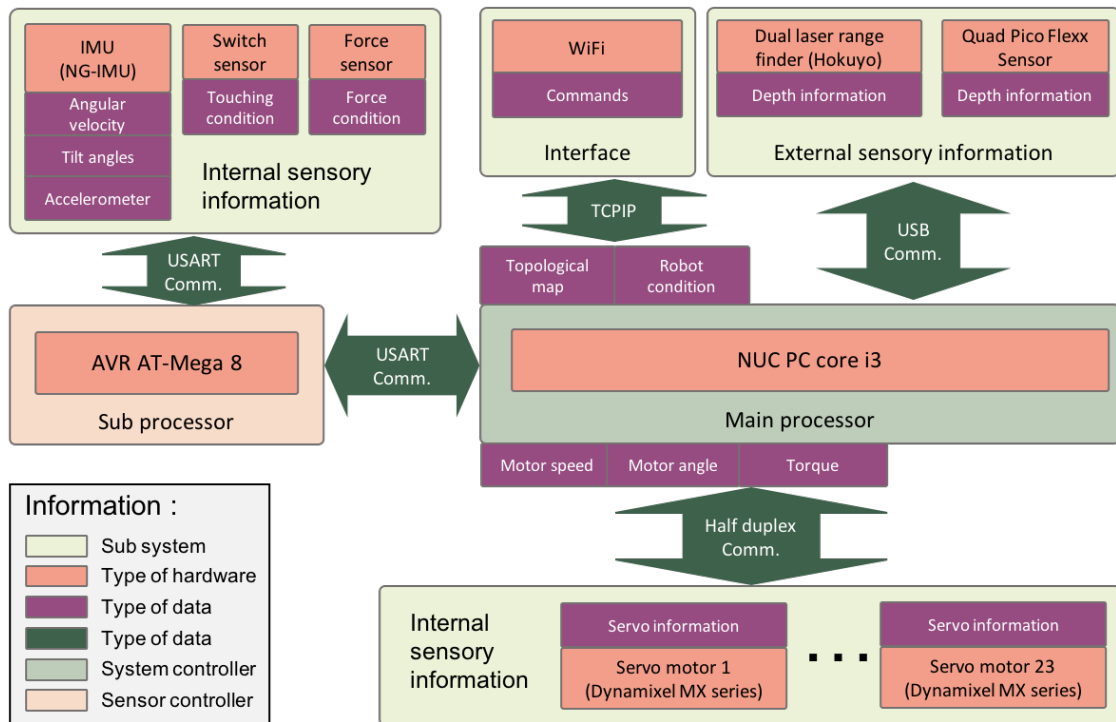 IMU
(NG-IMU)
Angular
velocity
Tilt angles
Accelerometer
Switch
sensor
Touching
condition
Force
sensor
Force
condition
Internal sensory
information
WiFi
Commands
Interface
Dual laser range
finder (Hokuyo)
Depth information
Quad Pico Flexx
Sensor
Depth information
External sensory information
USART
Comm.
TCPIP
USB
Comm.
Topological
map
Robot
condition
AVR AT-Mega 8
Sub processor
USART
Comm.
NUC PC core i3
Main processor
Motor speed
Motor angle
Torque
Half duplex
Comm.
Information :
Sub system
Type of hardware
Type of data
Type of data
System controller
Sensor controller
Internal
sensory
information
Servo information
Servo motor 1
(Dynamixel MX series)
Servo information
Servo motor 23
(Dynamixel MX series)